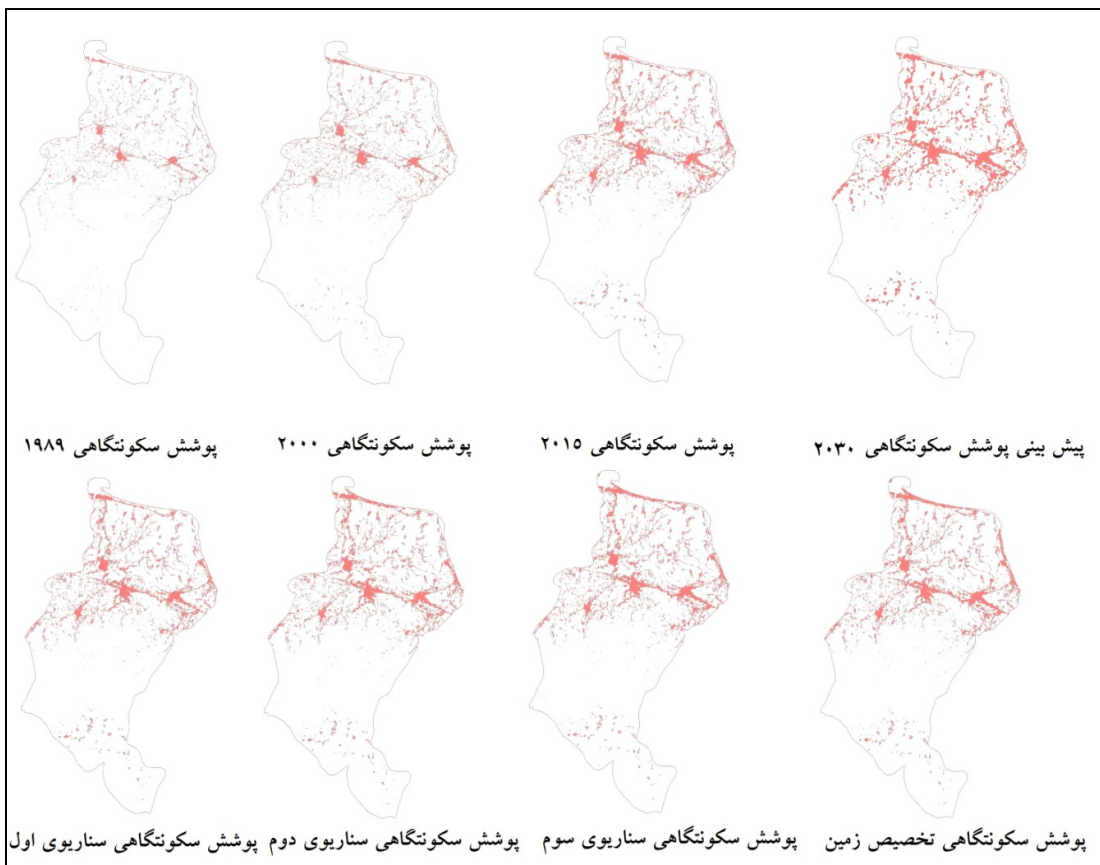 پوشش سکونتگاهی ۱۹۸۹
پوشش سکونتگاهی ۲۰۰۰
پوشش سکونتگاهی ۲۰۱۵
پیش بینی پوشش سکونتگاهی ۲۰۳۰
پوشش سکونتگاهی سناریوی اول
پوشش سکونتگاهی سناریوی دوم
پوشش سکونتگاهی سناریوی سوم
پوشش سکونتگاهی تخصیص زمین